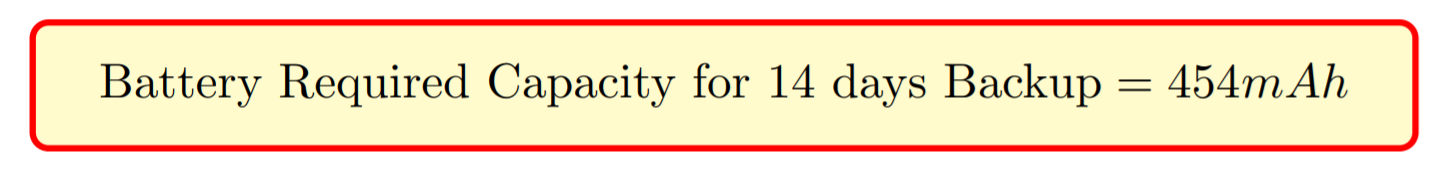 Battery Required Capacity for 14 days Backup = 454mAh